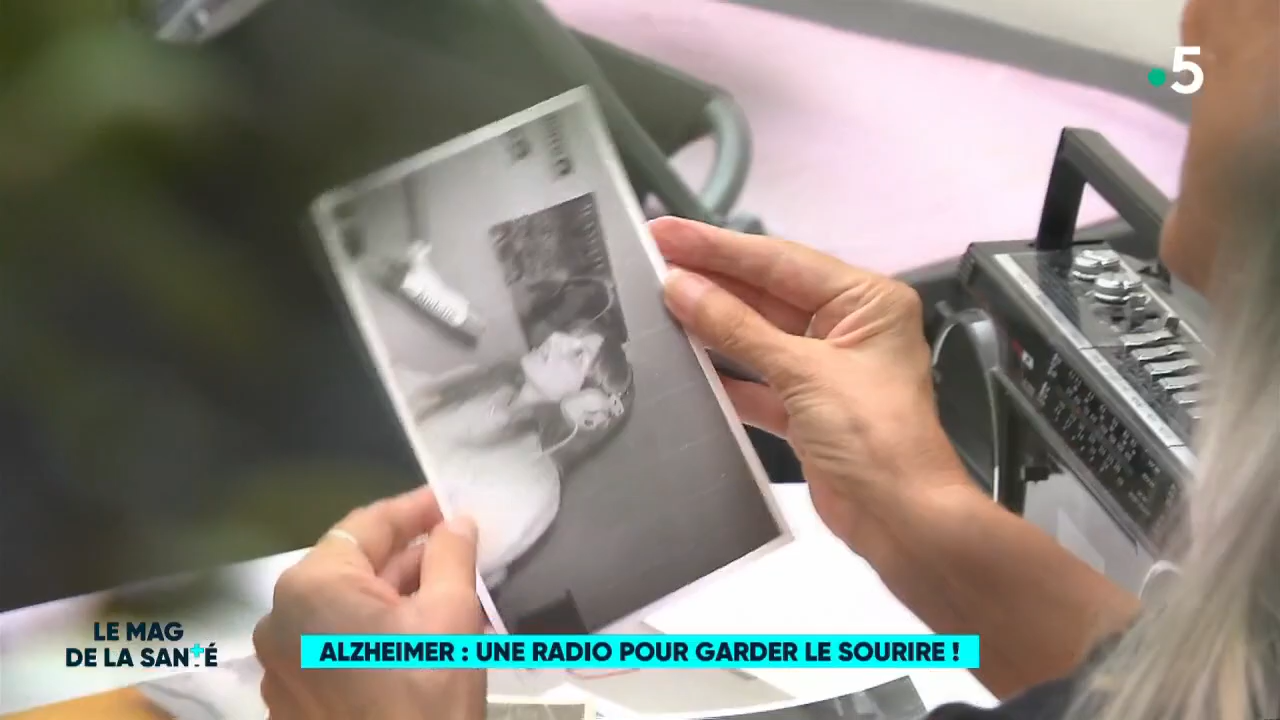 5
LE MAG
DE LA SANTÉ
ALZHEIMER : UNE RADIO POUR GARDER LE SOURIRE !